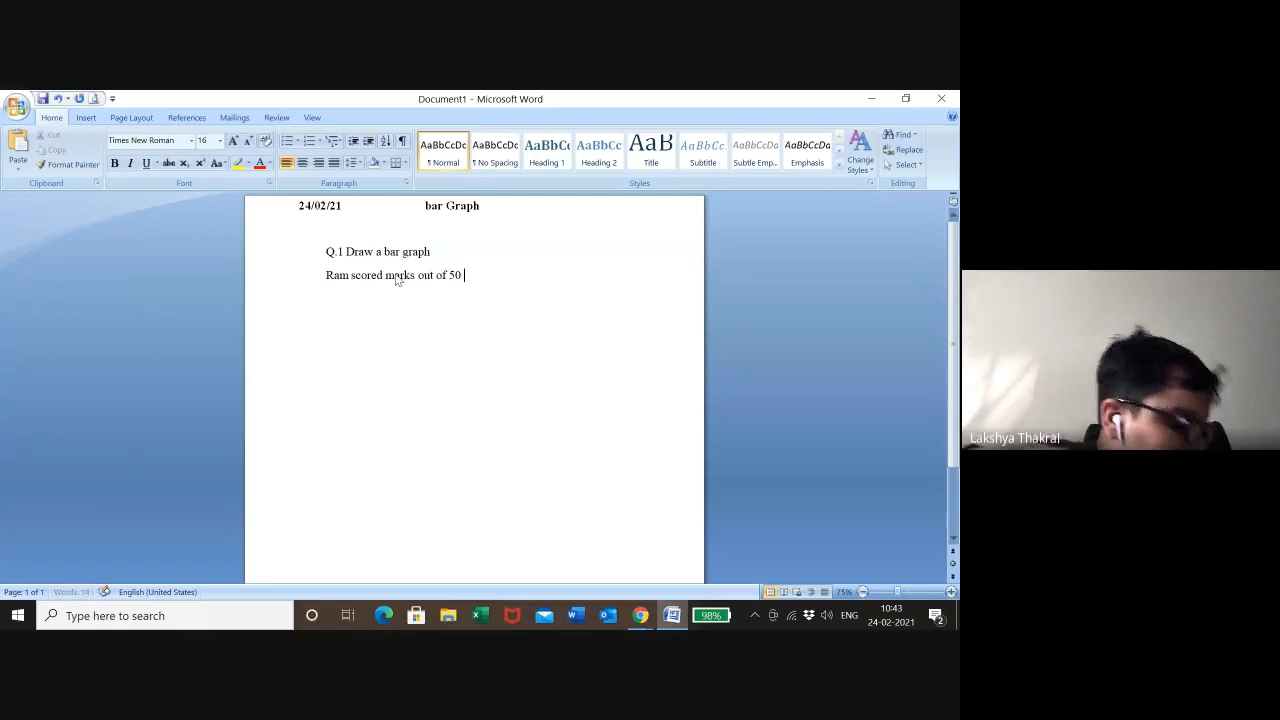 Document1 - Microsoft Word
Home Insert Page Layout References Mailings Review View
Paste
Cut
Copy
Format Painter
Clipboard
Times New Roman 16
Font
Paragraph
AaBbCcDc AaBbCcDc AaBbCc AaBbCc AaB AaBbCc. AaBbCcDc AaBbCcDc
¶ Normal ¶ No Spacing Heading 1 Heading 2 Title Subtitle Subtle Emp... Emphasis
Styles
Change Styles
Find
Replace
Select
Editing
24/02/21 bar Graph
Q.1 Draw a bar graph
Ram scored marks out of 50
Lakshya Thakral
Page: 1 of 1 Words: 14 English (United States) 75%
Type here to search
98%
ENG
10:43
24-02-2021
2